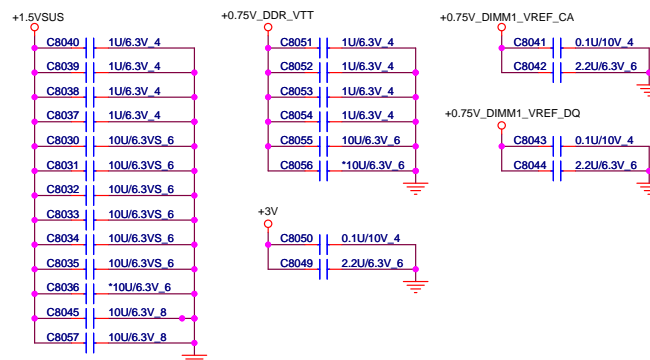 +1.5VSUS
C8040 1U/6.3V_4
C8039 1U/6.3V_4
C8038 1U/6.3V_4
C8037 1U/6.3V_4
C8030 10U/6.3VS_6
C8031 10U/6.3VS_6
C8032 10U/6.3VS_6
C8033 10U/6.3VS_6
C8034 10U/6.3VS_6
C8035 10U/6.3VS_6
C8036 *10U/6.3V_6
C8045 10U/6.3V_8
C8057 10U/6.3V_8
+0.75V_DDR_VTT
C8051 1U/6.3V_4
C8052 1U/6.3V_4
C8053 1U/6.3V_4
C8054 1U/6.3V_4
C8055 10U/6.3V_6
C8056 *10U/6.3V_6
+3V
C8050 0.1U/10V_4
C8049 2.2U/6.3V_6
+0.75V_DIMM1_VREF_CA
C8041 0.1U/10V_4
C8042 2.2U/6.3V_6
+0.75V_DIMM1_VREF_DQ
C8043 0.1U/10V_4
C8044 2.2U/6.3V_6